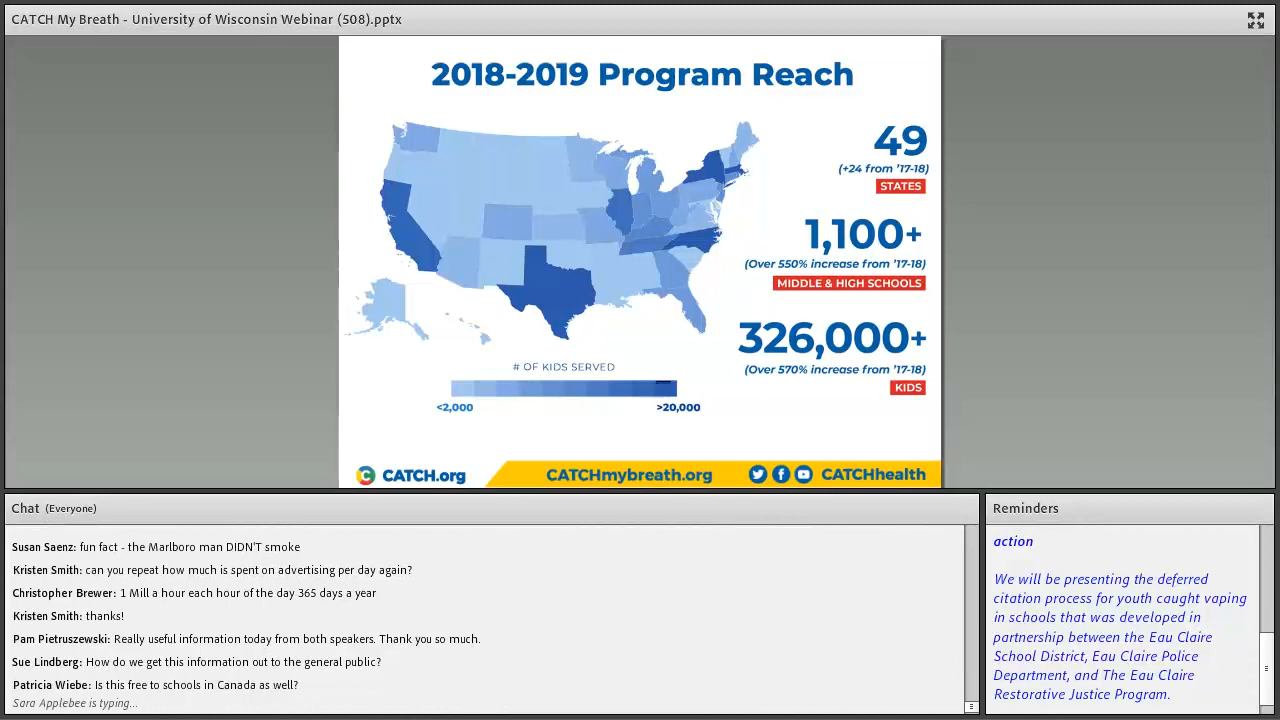 CATCH My Breath - University of Wisconsin Webinar (508).pptx
2018-2019 Program Reach
49
(+24 from '17-18)
STATES
1,100+
(Over 550% increase from '17-18)
MIDDLE & HIGH SCHOOLS
326,000+
(Over 570% increase from '17-18)
KIDS
# OF KIDS SERVED
<2,000
>20,000
CATCH.org
CATCHmybreath.org
CATCHhealth
Chat (Everyone)
Susan Saenz: fun fact - the Marlboro man DIDN'T smoke
Kristen Smith: can you repeat how much is spent on advertising per day again?
Christopher Brewer: 1 Mill a hour each hour of the day 365 days a year
Kristen Smith: thanks!
Pam Pietruszewski: Really useful information today from both speakers. Thank you so much.
Sue Lindberg: How do we get this information out to the general public?
Patricia Wiebe: Is this free to schools in Canada as well?
Sara Applebee is typing...
Reminders
action
We will be presenting the deferred
citation process for youth caught vaping
in schools that was developed in
partnership between the Eau Claire
School District, Eau Claire Police
Department, and The Eau Claire
Restorative Justice Program.